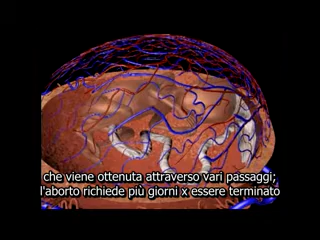 che viene ottenuta attraverso vari passaggi;
l'aborto richiede più giorni x essere terminato